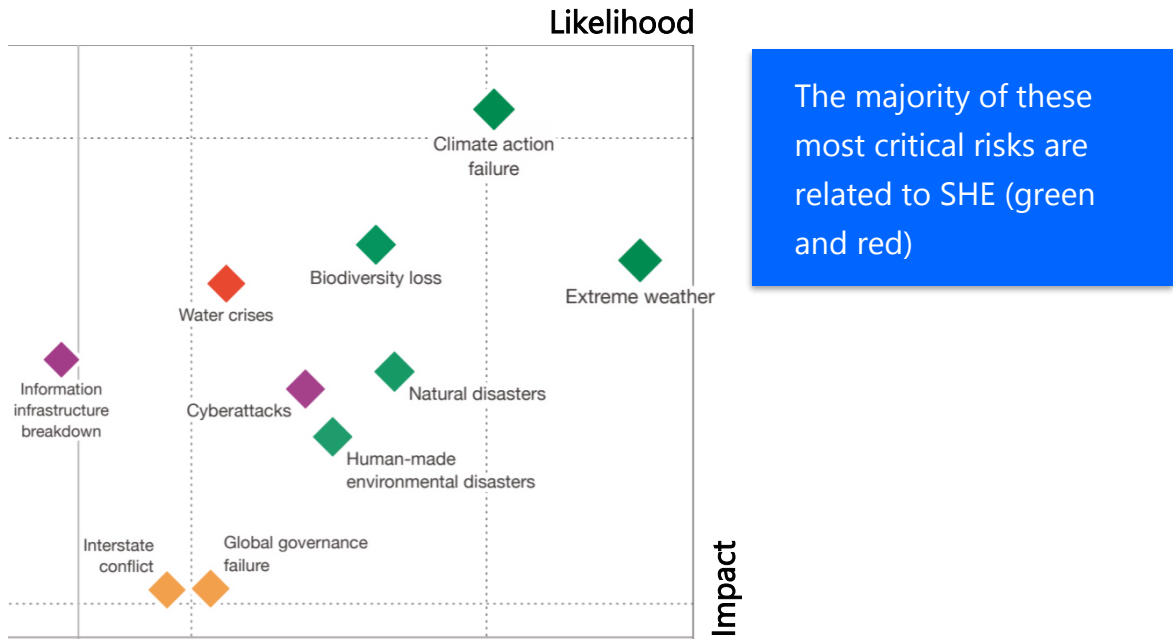 Likelihood
The majority of these
most critical risks are
related to SHE (green
and red)
Climate action
failure
Biodiversity loss
Extreme weather
Water crises
Information
infrastructure
breakdown
Cyberattacks
Natural disasters
Human-made
environmental disasters
Interstate
conflict
Global governance
failure
Impact